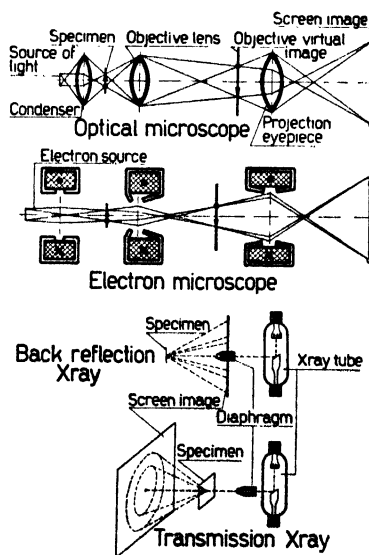 Screen image
Specimen
Objective lens
Objective virtual
image
Source of
light
Condenser
Projection
eyepiece
Optical microscope
Electron source
Electron microscope
Specimen
Back reflection
Xray
Xray tube
Screen image
Diaphragm
Specimen
Transmission Xray